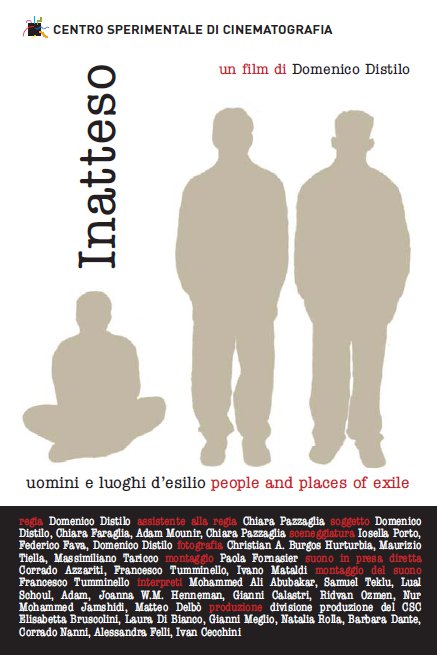 CENTRO SPERIMENTALE DI CINEMATOGRAFIA
un film di Domenico Distilo
Inatteso
uomini e luoghi d'esilio people and places of exile
regia Domenico Distilo assistente alla regia Chiara Pazzaglia soggetto Domenico
Distilo, Chiara Faraglia, Adam Mounir, Chiara Pazzaglia sceneggiatura Iosella Porto,
Federico Fava, Domenico Distilo fotografia Christian A. Burgos Hurturbia, Maurizio
Tiella, Massimiliano Taricco montaggio Paola Fornasier suono in presa diretta
Corrado Azzariti, Francesco Tumminello, Ivano Mataldi montaggio del suono
Francesco Tumminello interpreti Mohammed Ali Abubakar, Samuel Teklu, Lual
Schoul, Adam, Joanna W.M. Henneman, Gianni Calastri, Ridvan Ozmen, Nur
Mohammed Jamshidi, Matteo Delbò produzione divisione produzione del CSC
Elisabetta Bruscolini, Laura Di Bianco, Gianni Meglio, Natalia Rolla, Barbara Dante,
Corrado Nanni, Alessandra Felli, Ivan Cecchini